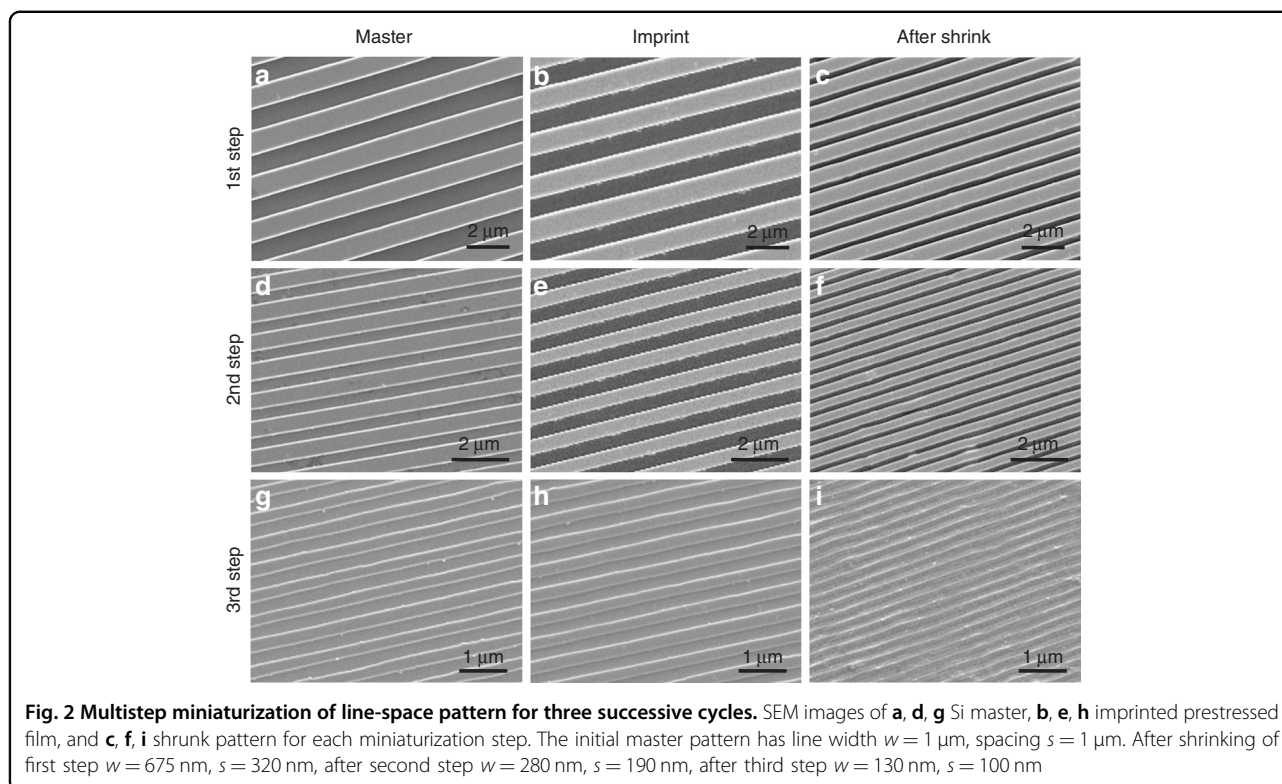 Master Imprint After shrink
1st step
a b c
2 μm 2 μm 2 μm
2nd step
d e f
2 μm 2 μm 2 μm
3rd step
g h i
1 μm 1 μm 1 μm
Fig. 2 Multistep miniaturization of line-space pattern for three successive cycles. SEM images of a, d, g Si master, b, e, h imprinted prestressed
film, and c, f, i shrunk pattern for each miniaturization step. The initial master pattern has line width w = 1 μm, spacing s = 1 μm. After shrinking of
first step w = 675 nm, s = 320 nm, after second step w = 280 nm, s = 190 nm, after third step w = 130 nm, s = 100 nm